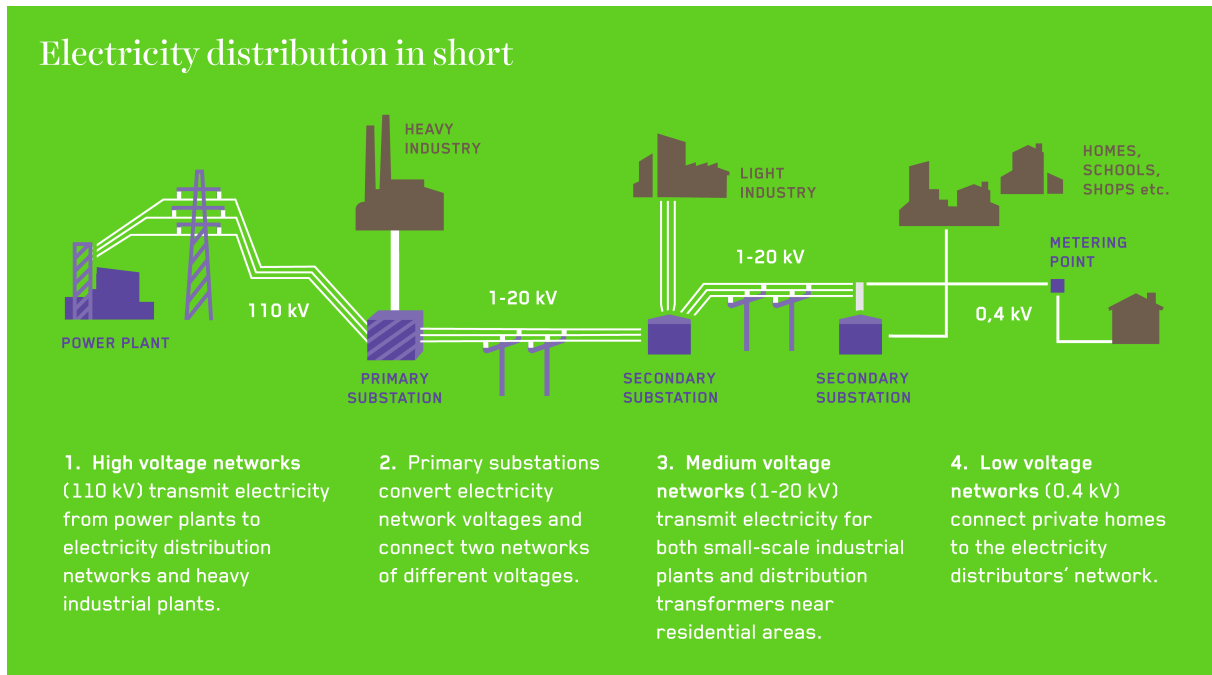 Electricity distribution in short
HEAVY
INDUSTRY
LIGHT
INDUSTRY
HOMES,
SCHOOLS,
SHOPS etc.
METERING
POINT
1-20 kV
1-20 kV
110 kV
0,4 kV
POWER PLANT
PRIMARY
SUBSTATION
SECONDARY
SUBSTATION
SECONDARY
SUBSTATION
1. High voltage networks
(110 kV) transmit electricity
from power plants to
electricity distribution
networks and heavy
industrial plants.
2. Primary substations
convert electricity
network voltages and
connect two networks
of different voltages.
3. Medium voltage
networks (1-20 kV)
transmit electricity for
both small-scale industrial
plants and distribution
transformers near
residential areas.
4. Low voltage
networks (0.4 kV)
connect private homes
to the electricity
distributors’ network.